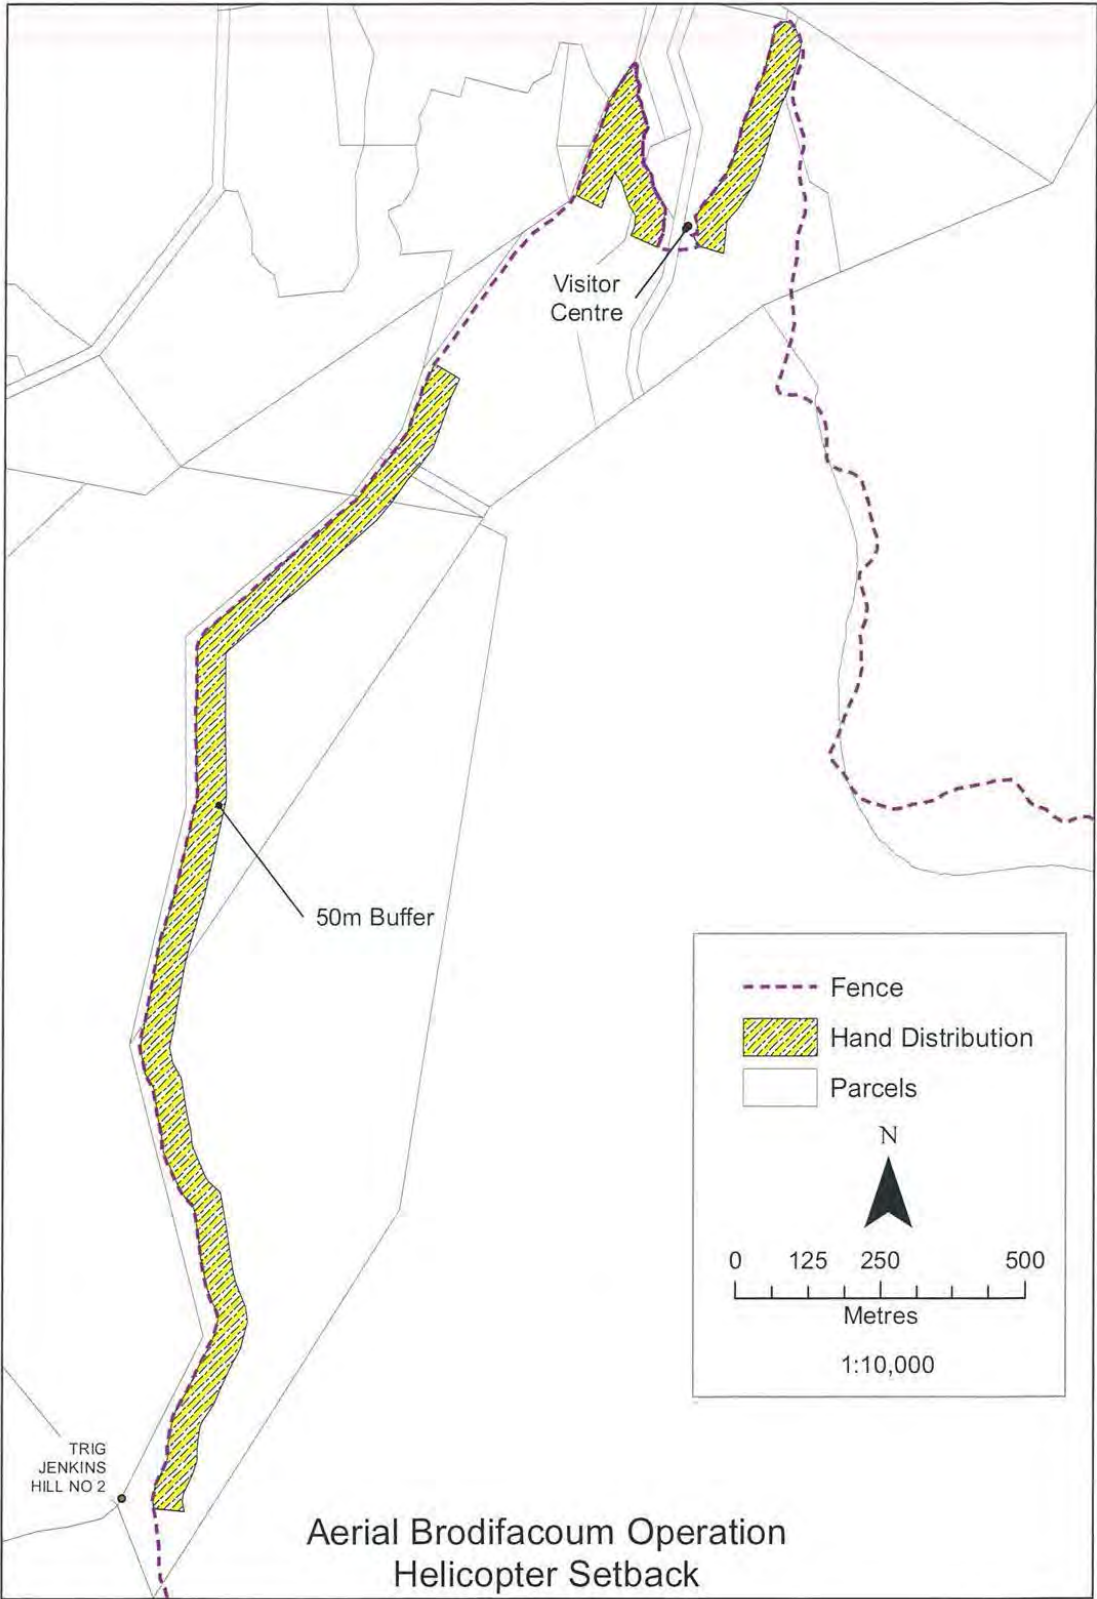 Visitor
Centre
50m Buffer
Fence
Hand Distribution
Parcels
N
0 125 250 500
Metres
1:10,000
TRIG
JENKINS
HILL NO 2
Aerial Brodifacoum Operation
Helicopter Setback